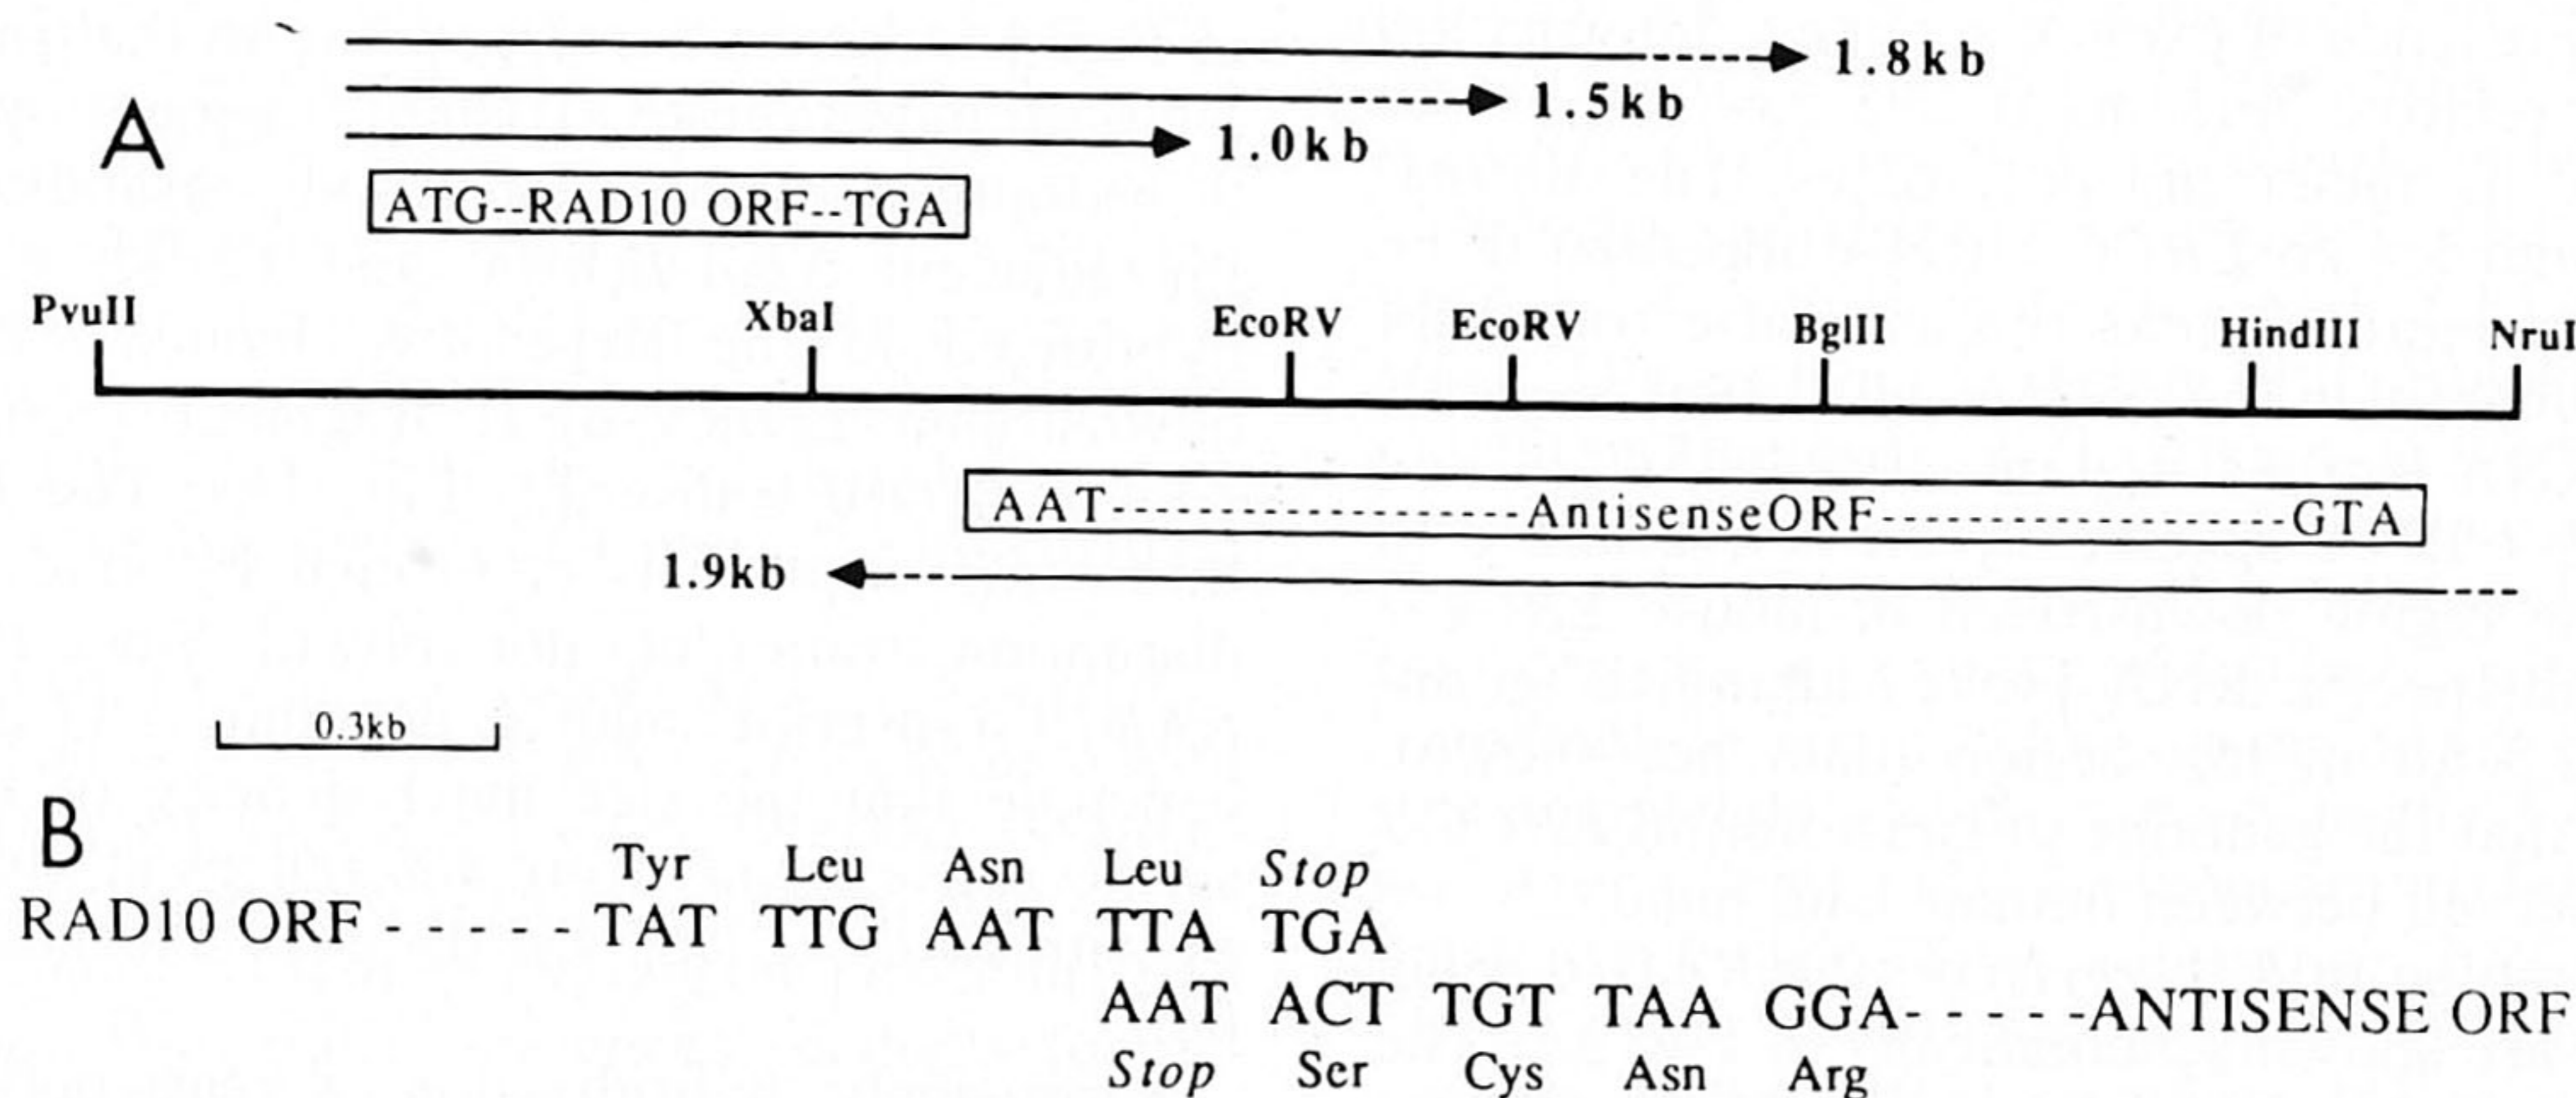 1.8kb
1.5kb
A
1.0kb
ATG--RAD10 ORF--TGA
PvuII XbaI EcoRV EcoRV BglII HindIII NruI
AAT-----------------AntisenseORF-----------------GTA
1.9kb
0.3kb
B
Tyr Leu Asn Leu Stop
RAD10 ORF - - - - - TAT TTG AAT TTA TGA
AAT ACT TGT TAA GGA- - - - -ANTISENSE ORF
Stop Ser Cys Asn Arg